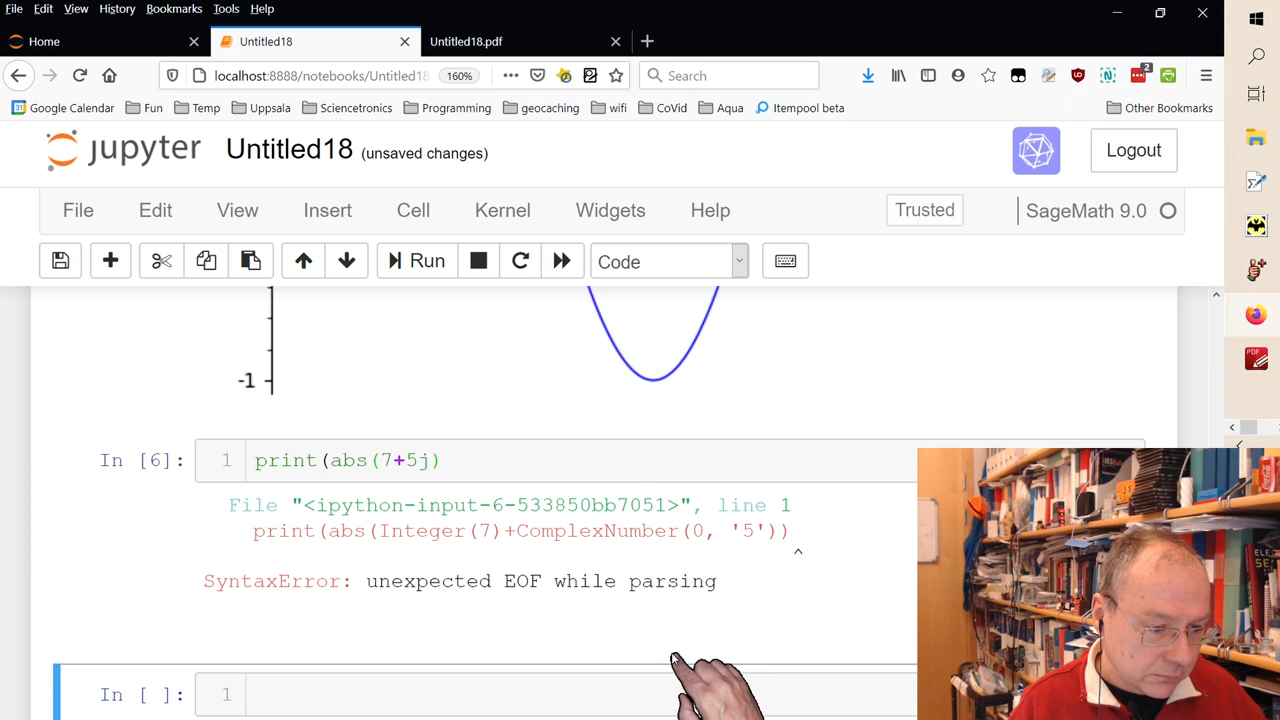 File Edit View History Bookmarks Tools Help
Home
Untitled18
Untitled18.pdf
localhost:8888/notebooks/Untitled18
160%
Search
2
31 Google Calendar Fun Temp Uppsala Sciencetronics Programming geocaching wifi CoVid Aqua Itempool beta Other Bookmarks
jupyter Untitled18 (unsaved changes)
Logout
File Edit View Insert Cell Kernel Widgets Help
Trusted
SageMath 9.0
Run
Code
-1
In [6]: 1 print(abs(7+5j)
File "<ipython-input-6-533850bb7051>", line 1
print(abs(Integer(7)+ComplexNumber(0, '5'))
^
SyntaxError: unexpected EOF while parsing
In [ ]: 1
PDF